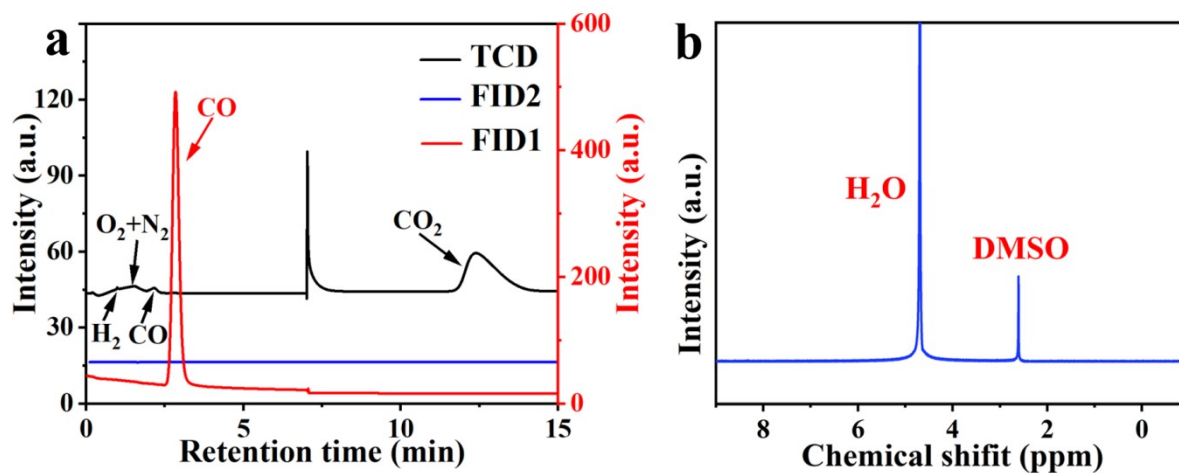 a
TCD
FID2
FID1
CO
O₂+N₂
H₂
CO
CO₂
Intensity (a.u.)
0
30
60
90
120
Retention time (min)
0
5
10
15
Intensity (a.u.)
0
200
400
600
b
H₂O
DMSO
Intensity (a.u.)
8
6
4
2
0
Chemical shifit (ppm)